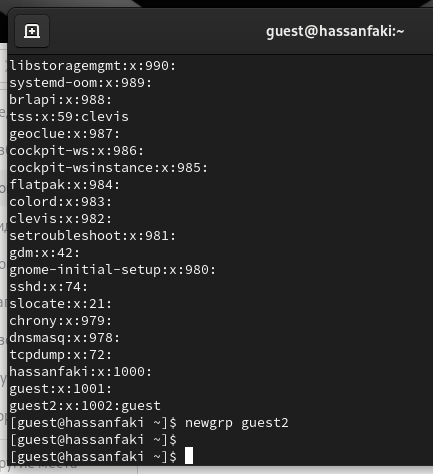 guest@hassanfaki:~
libstoragemgmt:x:990:
systemd-oom:x:989:
brlapi:x:988:
tss:x:59:clevis
geoclue:x:987:
cockpit-ws:x:986:
cockpit-wsinstance:x:985:
flatpak:x:984:
colord:x:983:
clevis:x:982:
setroubleshoot:x:981:
gdm:x:42:
gnome-initial-setup:x:980:
sshd:x:74:
slocate:x:21:
chrony:x:979:
dnsmasq:x:978:
tcpdump:x:72:
hassanfaki:x:1000:
guest:x:1001:
guest2:x:1002:guest
[guest@hassanfaki ~]$ newgrp guest2
[guest@hassanfaki ~]$
[guest@hassanfaki ~]$